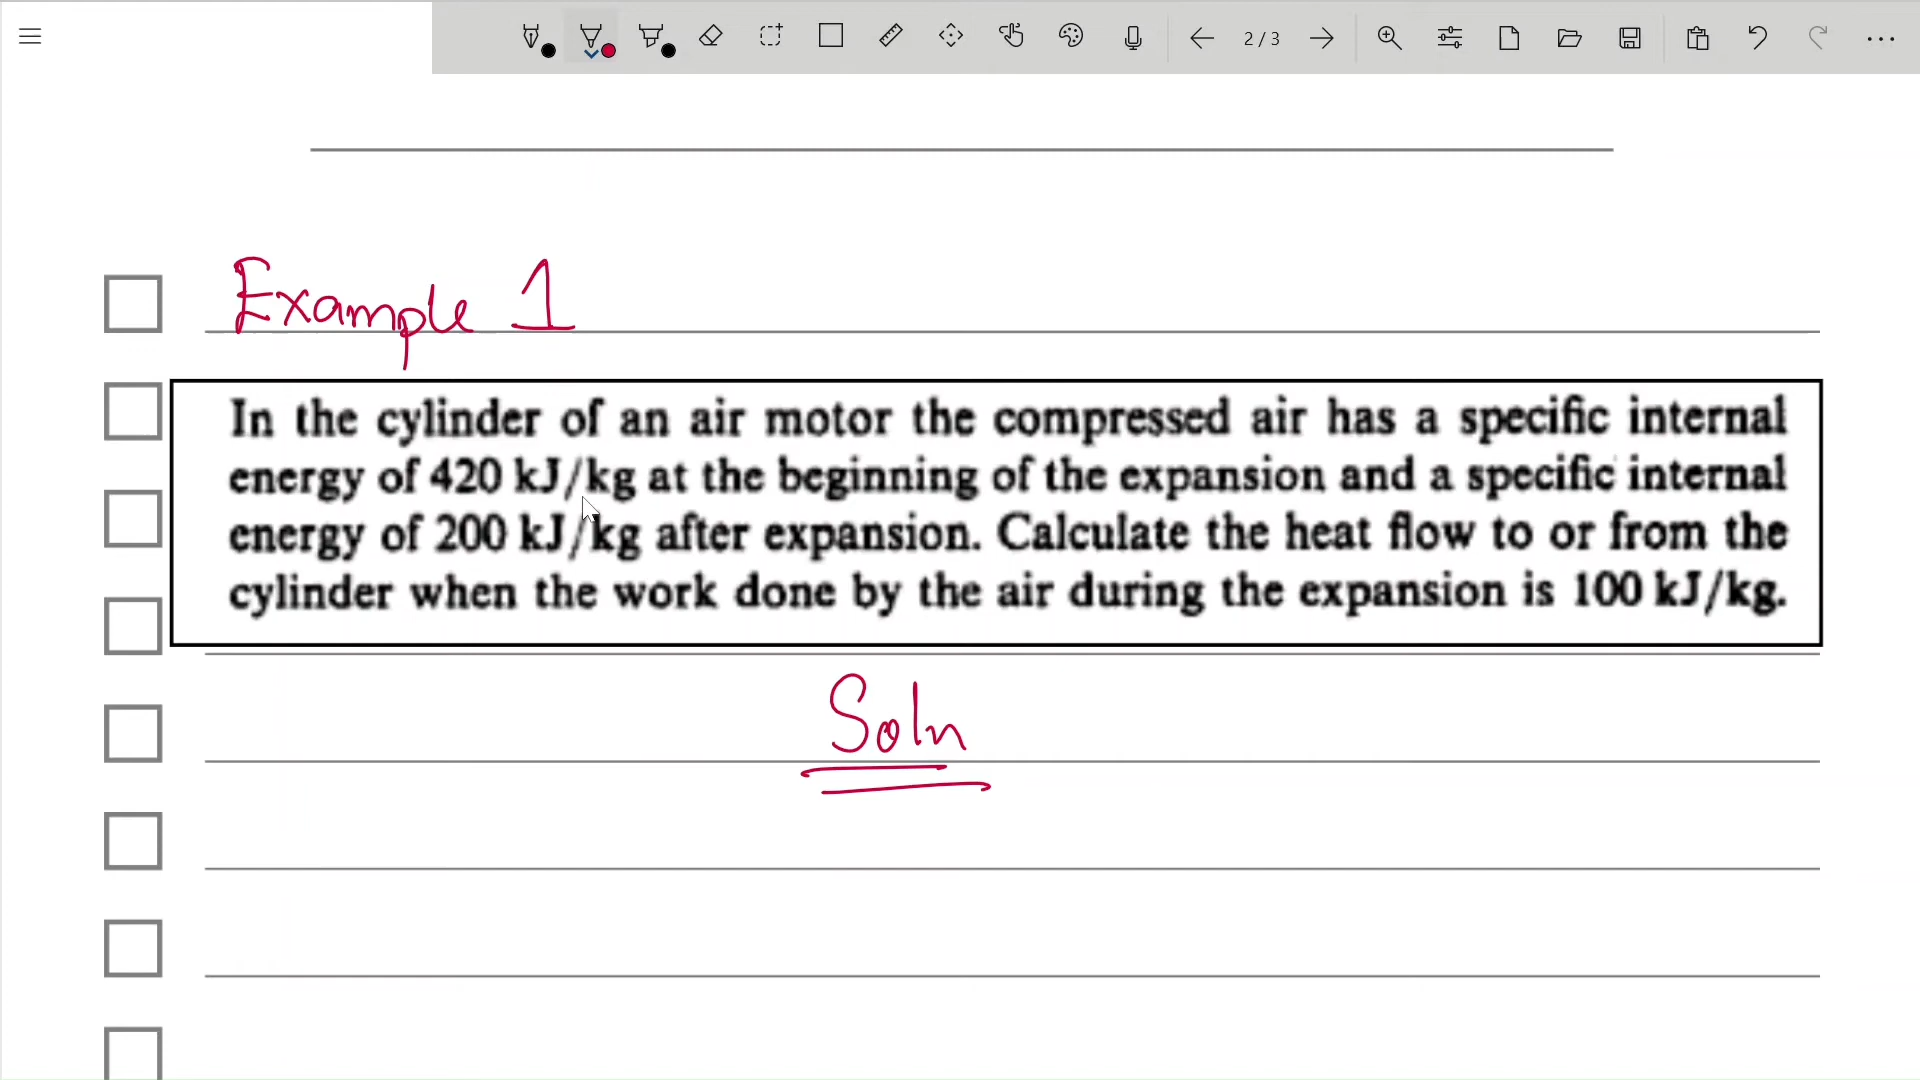 2 / 3
Example 1
In the cylinder of an air motor the compressed air has a specific internal
energy of 420 kJ/kg at the beginning of the expansion and a specific internal
energy of 200 kJ/kg after expansion. Calculate the heat flow to or from the
cylinder when the work done by the air during the expansion is 100 kJ/kg.
Soln